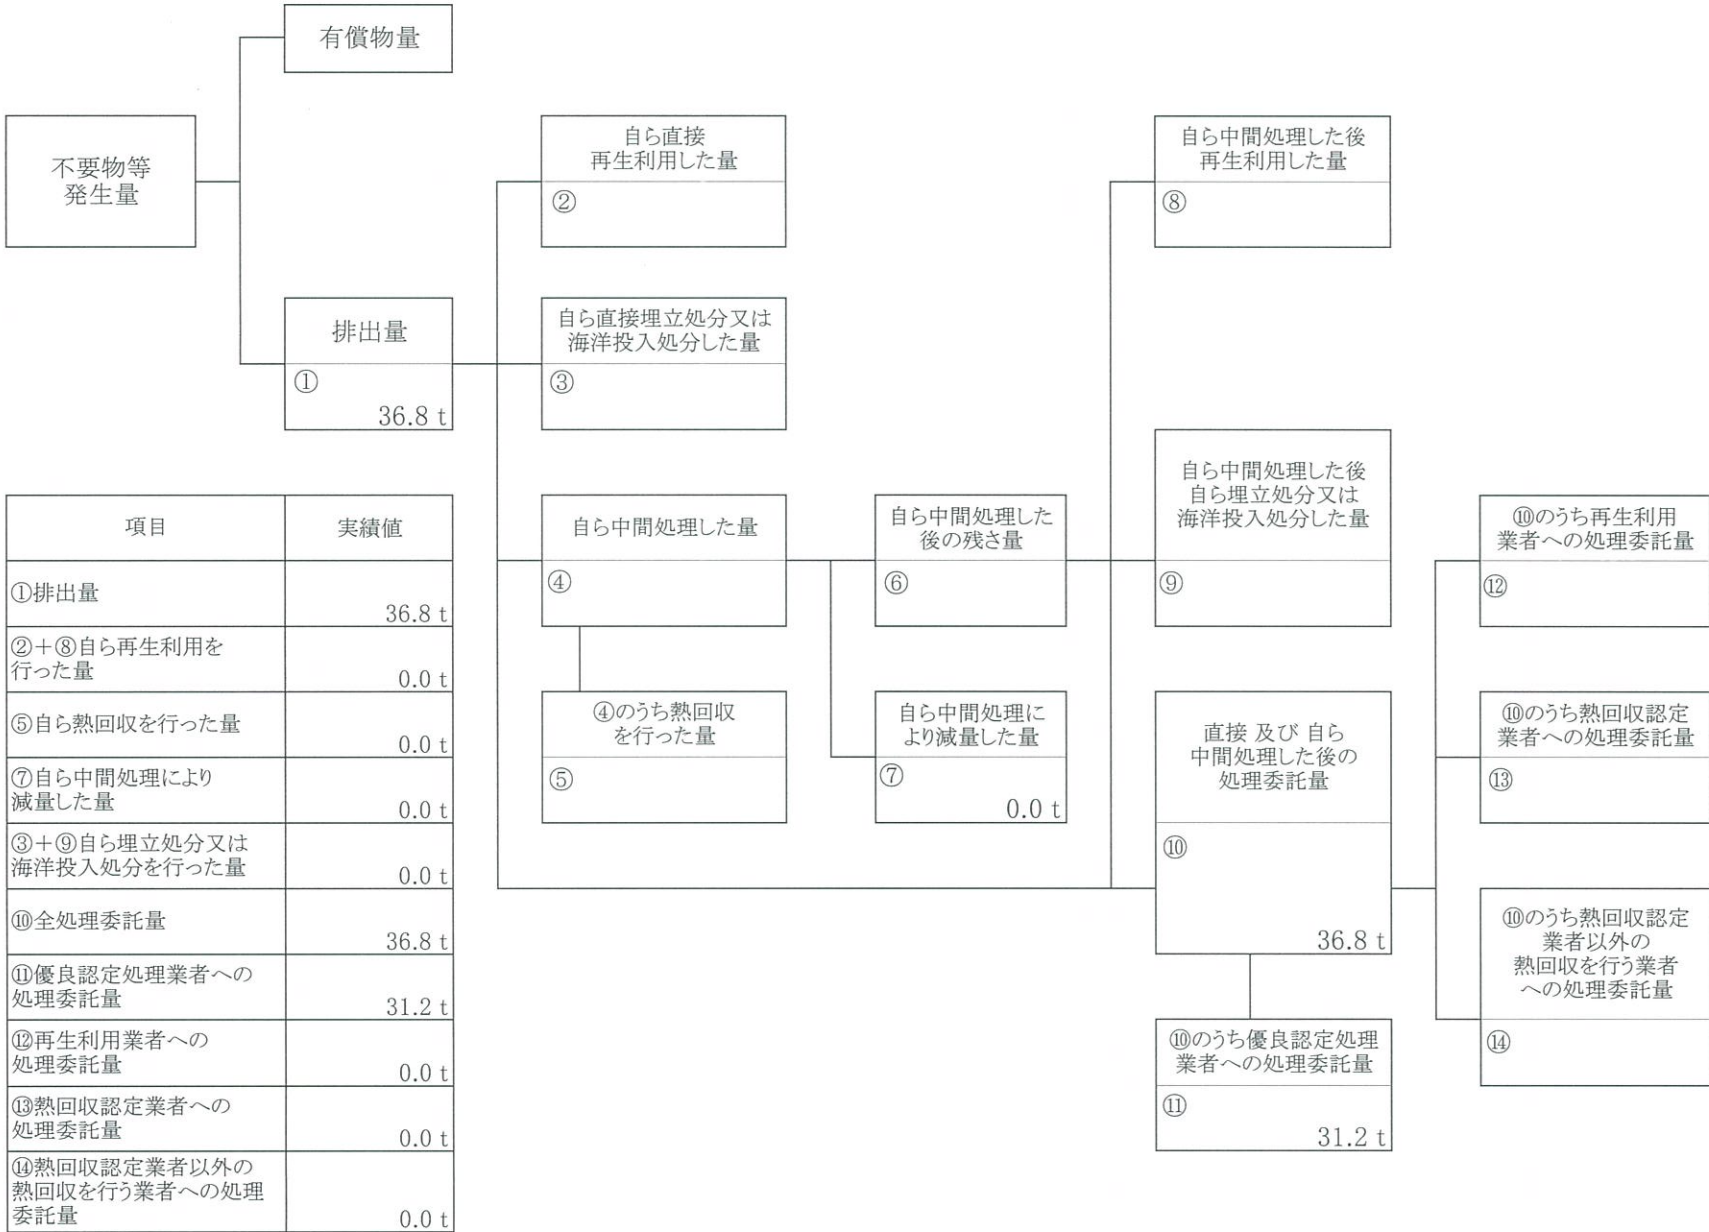 有償物量
不要物等
発生量
自ら直接
再生利用した量
②
自ら中間処理した後
再生利用した量
⑧
排出量
①
36.8 t
自ら直接埋立処分又は
海洋投入処分した量
③
自ら中間処理した量
④
自ら中間処理した
後の残さ量
⑥
自ら中間処理した後
自ら埋立処分又は
海洋投入処分した量
⑨
⑩のうち再生利用
業者への処理委託量
⑫
④のうち熱回収
を行った量
⑤
自ら中間処理に
より減量した量
⑦
0.0 t
直接 及び 自ら
中間処理した後の
処理委託量
⑩
36.8 t
⑩のうち熱回収認定
業者への処理委託量
⑬
⑩のうち熱回収認定
業者以外の
熱回収を行う業者
への処理委託量
⑭
⑩のうち優良認定処理
業者への処理委託量
⑪
31.2 t
項目 実績値
①排出量
36.8 t
②+⑧自ら再生利用を
行った量
0.0 t
⑤自ら熱回収を行った量
0.0 t
⑦自ら中間処理により
減量した量
0.0 t
③+⑨自ら埋立処分又は
海洋投入処分を行った量
0.0 t
⑩全処理委託量
36.8 t
⑪優良認定処理業者への
処理委託量
31.2 t
⑫再生利用業者への
処理委託量
0.0 t
⑬熱回収認定業者への
処理委託量
0.0 t
⑭熱回収認定業者以外の
熱回収を行う業者への処理
委託量
0.0 t